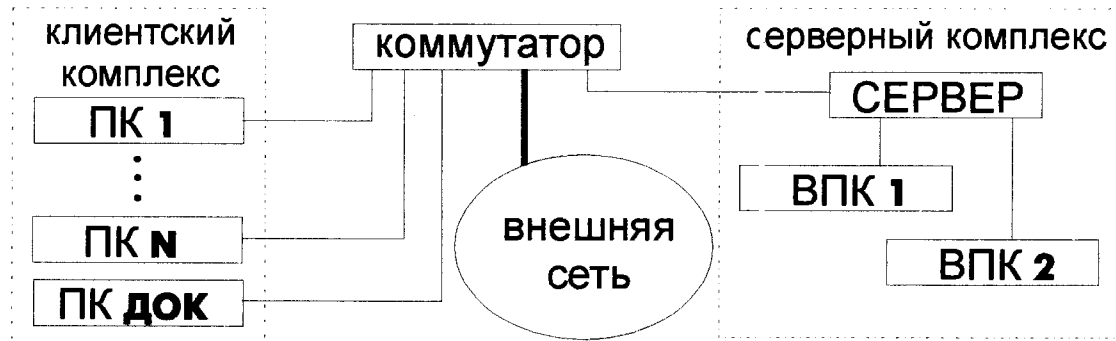 клиентский
комплекс
ПК 1
ПК N
ПК ДОК
коммутатор
внешняя
сеть
серверный комплекс
СЕРВЕР
ВПК 1
ВПК 2